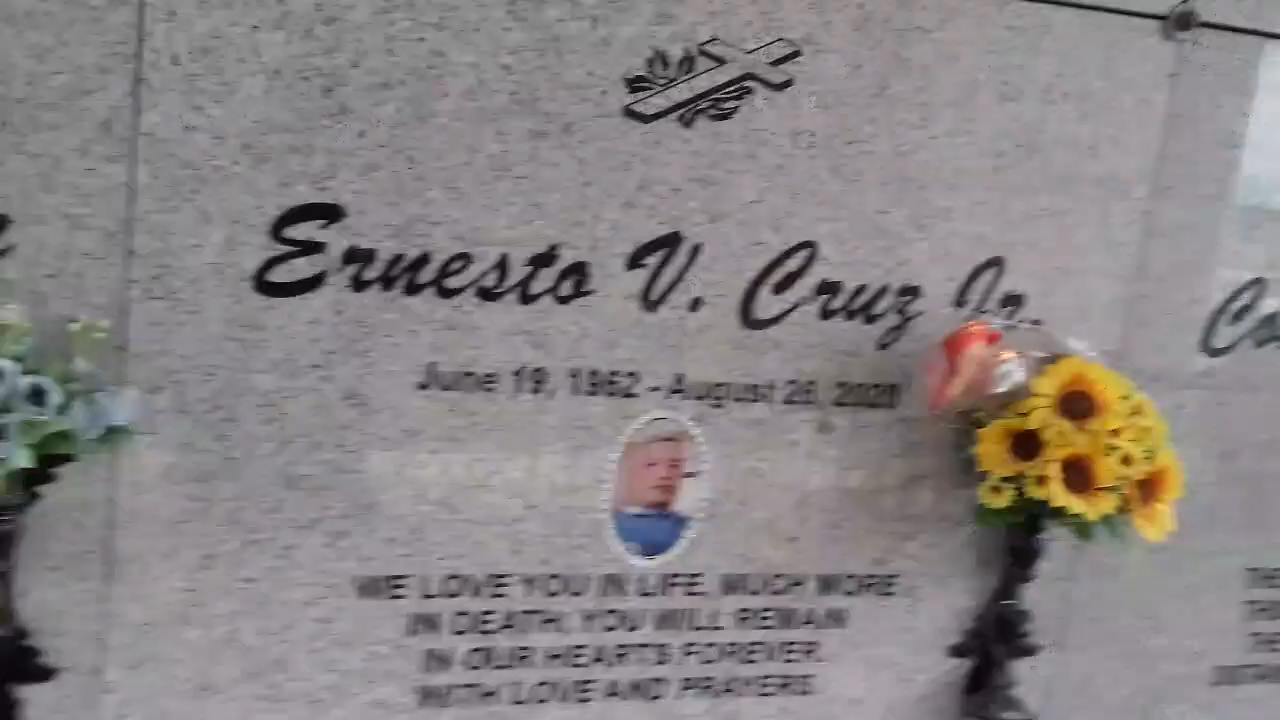 Ernesto V. Cruz Jr.
June 19, 1962 - August 26, 2020
WE LOVE YOU IN LIFE, MUCH MORE
IN DEATH, YOU WILL REMAIN
IN OUR HEARTS FOREVER.
WITH LOVE AND PRAYERS